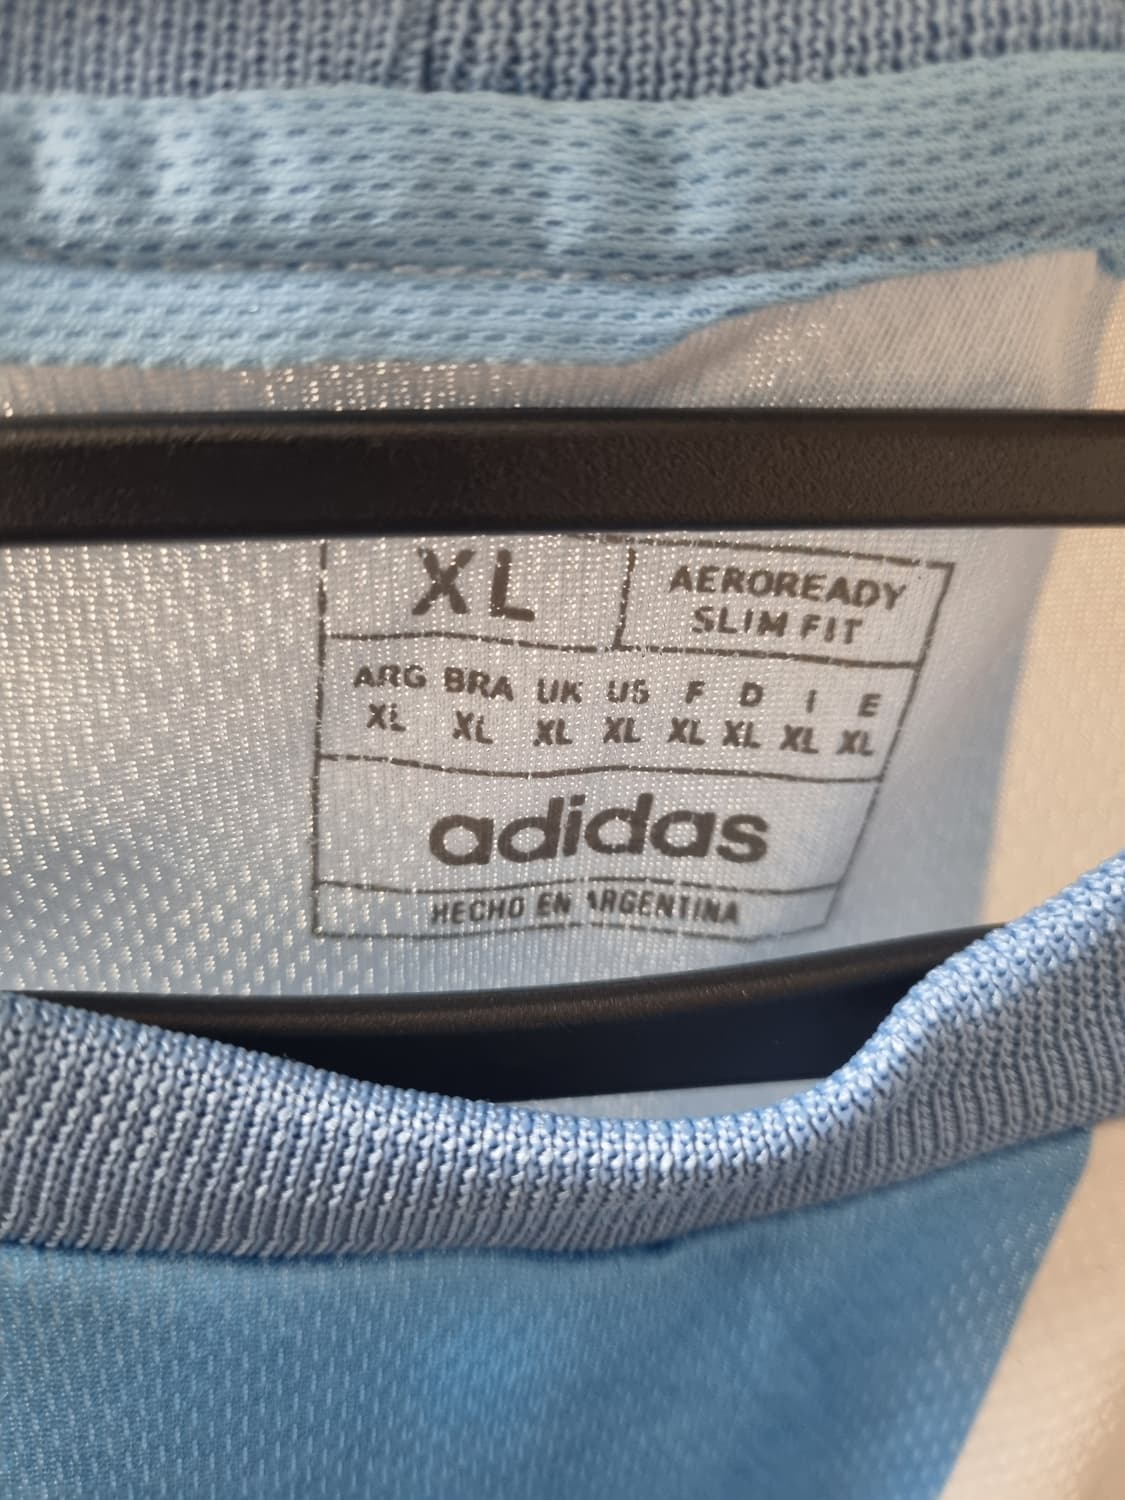 XL
AEROREADY
SLIM FIT
ARG BRA UK US F D I E
XL XL XL XL XL XL XL XL
adidas
HECHO EN ARGENTINA